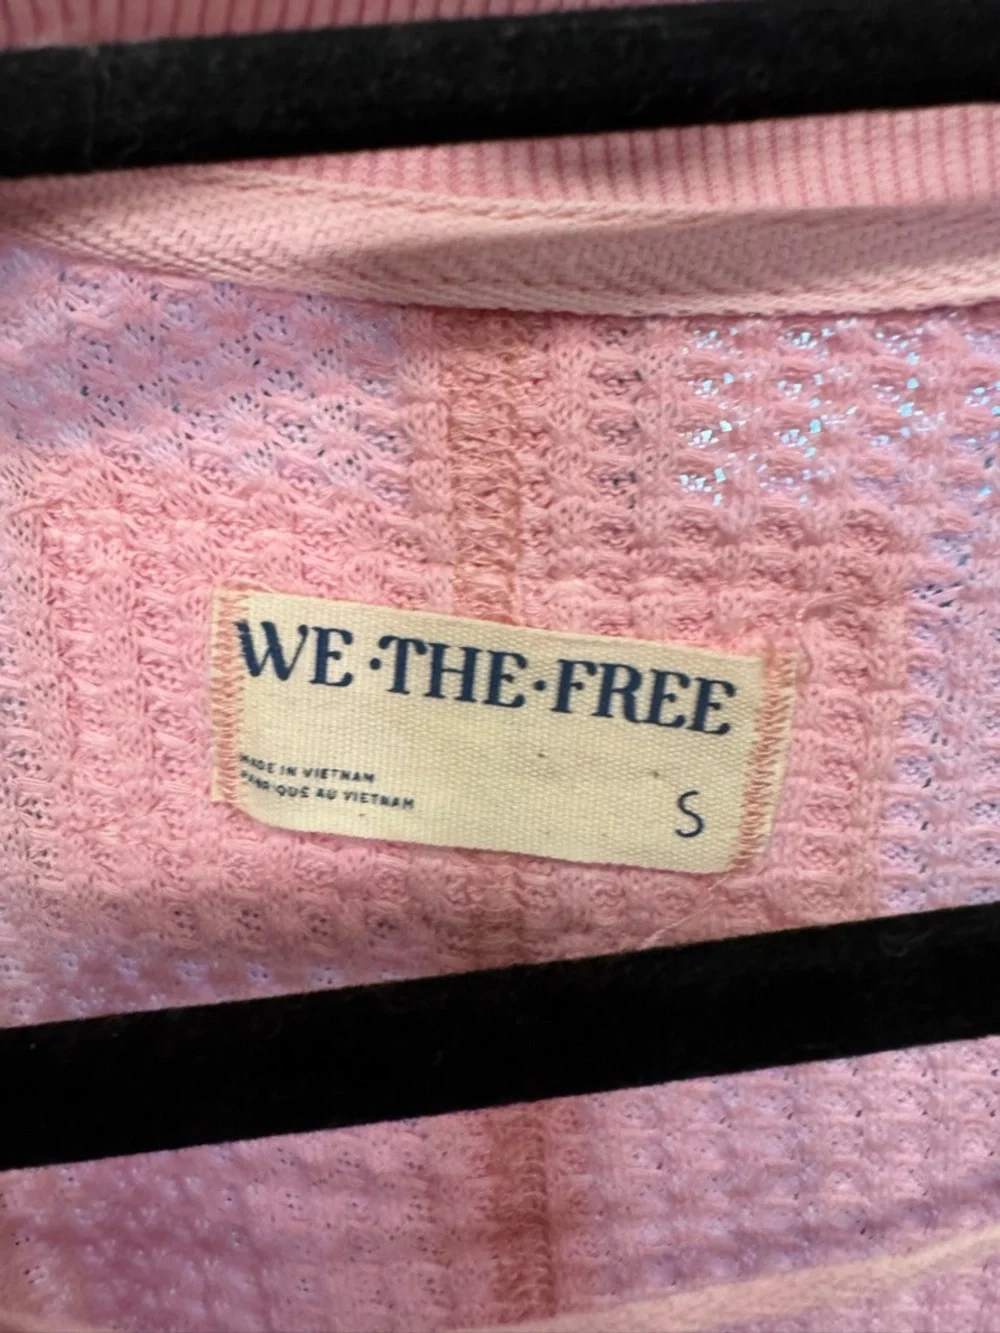 WE·THE·FREE
MADE IN VIETNAM
FABRIQUÉ AU VIETNAM
S